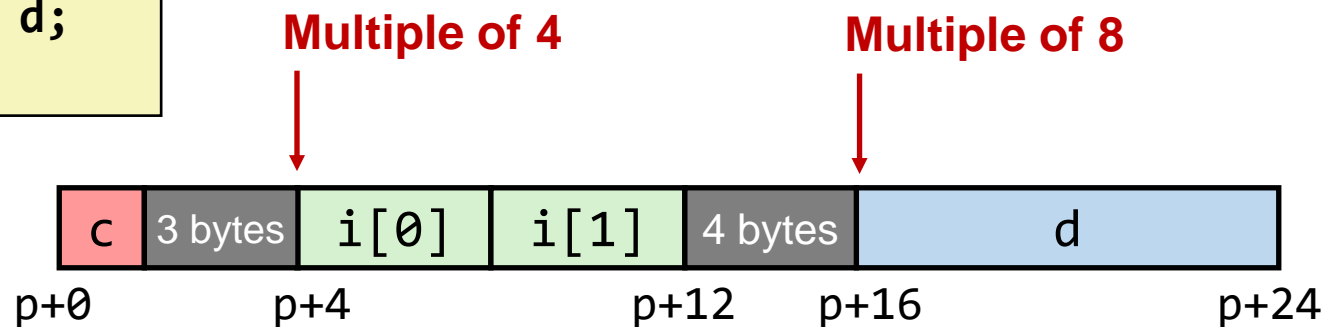 d;
Multiple of 4 Multiple of 8
c 3 bytes i[0] i[1] 4 bytes d
p+0 p+4 p+12 p+16 p+24